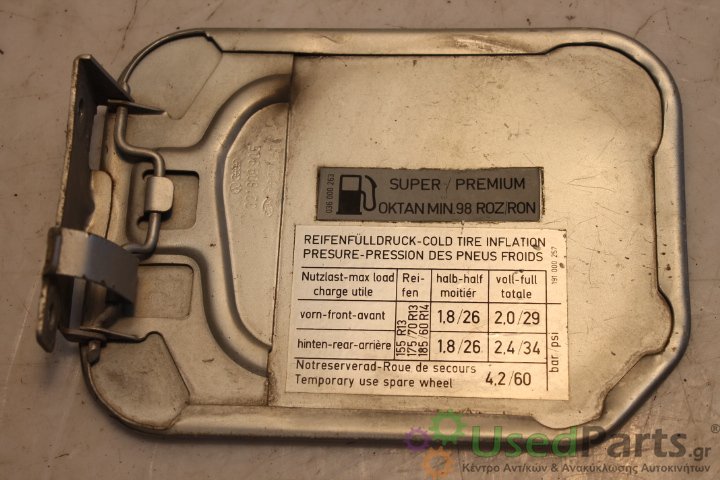 036 000 263
SUPER / PREMIUM
OKTAN MIN. 98 ROZ/RON
REIFENFÜLLDRUCK-COLD TIRE INFLATION
PRESURE-PRESSION DES PNEUS FROIDS
191 000 257
Nutzlast-max load
charge utile
Rei-
fen
halb-half
moitiér
voll-full
totale
vorn-front-avant
155 R13
175/70 R13
185/60 R14
1,8/26
2,0/29
hinten-rear-arrière
1,8/26
2,4/34
bar psi
Notreserverad-Roue de secours
Temporary use spare wheel
4,2/60
UsedParts.gr
®
Κέντρο Αντ/κών & Ανακύκλωσης Αυτοκινήτων